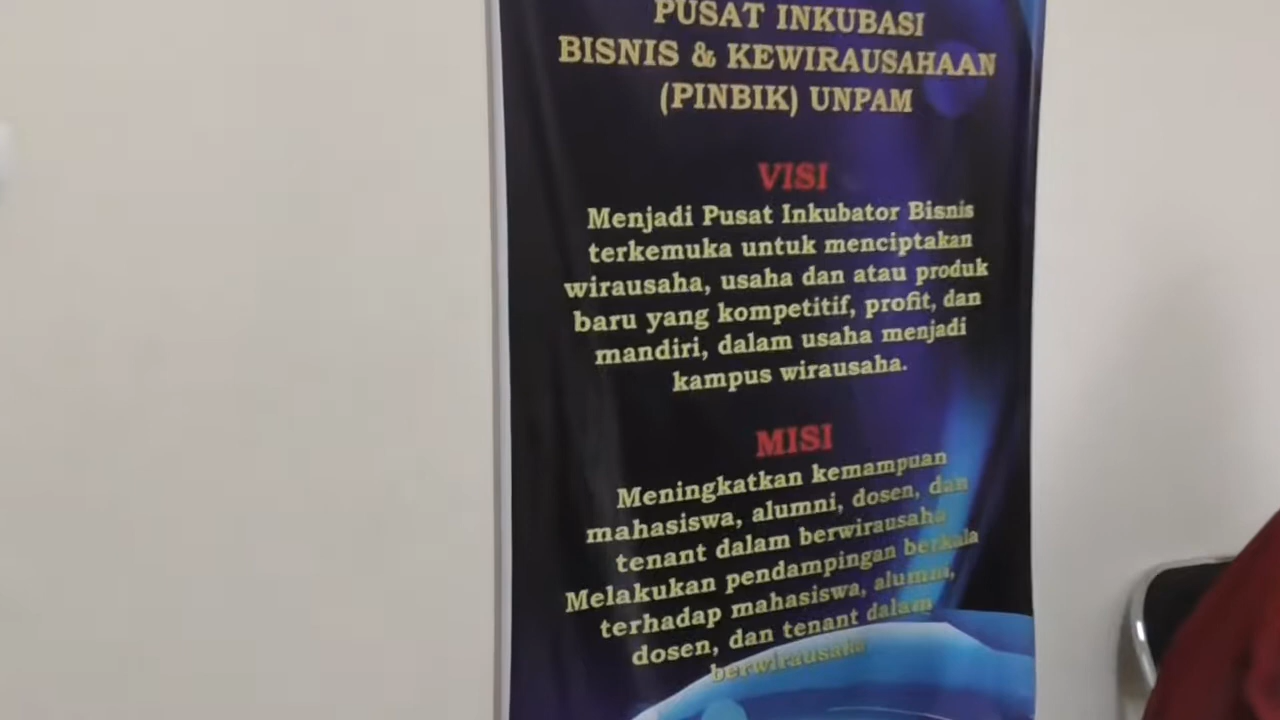 PUSAT INKUBASI
BISNIS & KEWIRAUSAHAAN
(PINBIK) UNPAM
VISI
Menjadi Pusat Inkubator Bisnis
terkemuka untuk menciptakan
wirausaha, usaha dan atau produk
baru yang kompetitif, profit, dan
mandiri, dalam usaha menjadi
kampus wirausaha.
MISI
Meningkatkan kemampuan
mahasiswa, alumni, dosen, dan
tenant dalam berwirausaha
Melakukan pendampingan berkala
terhadap mahasiswa, alumni,
dosen, dan tenant dalam
berwirausaha